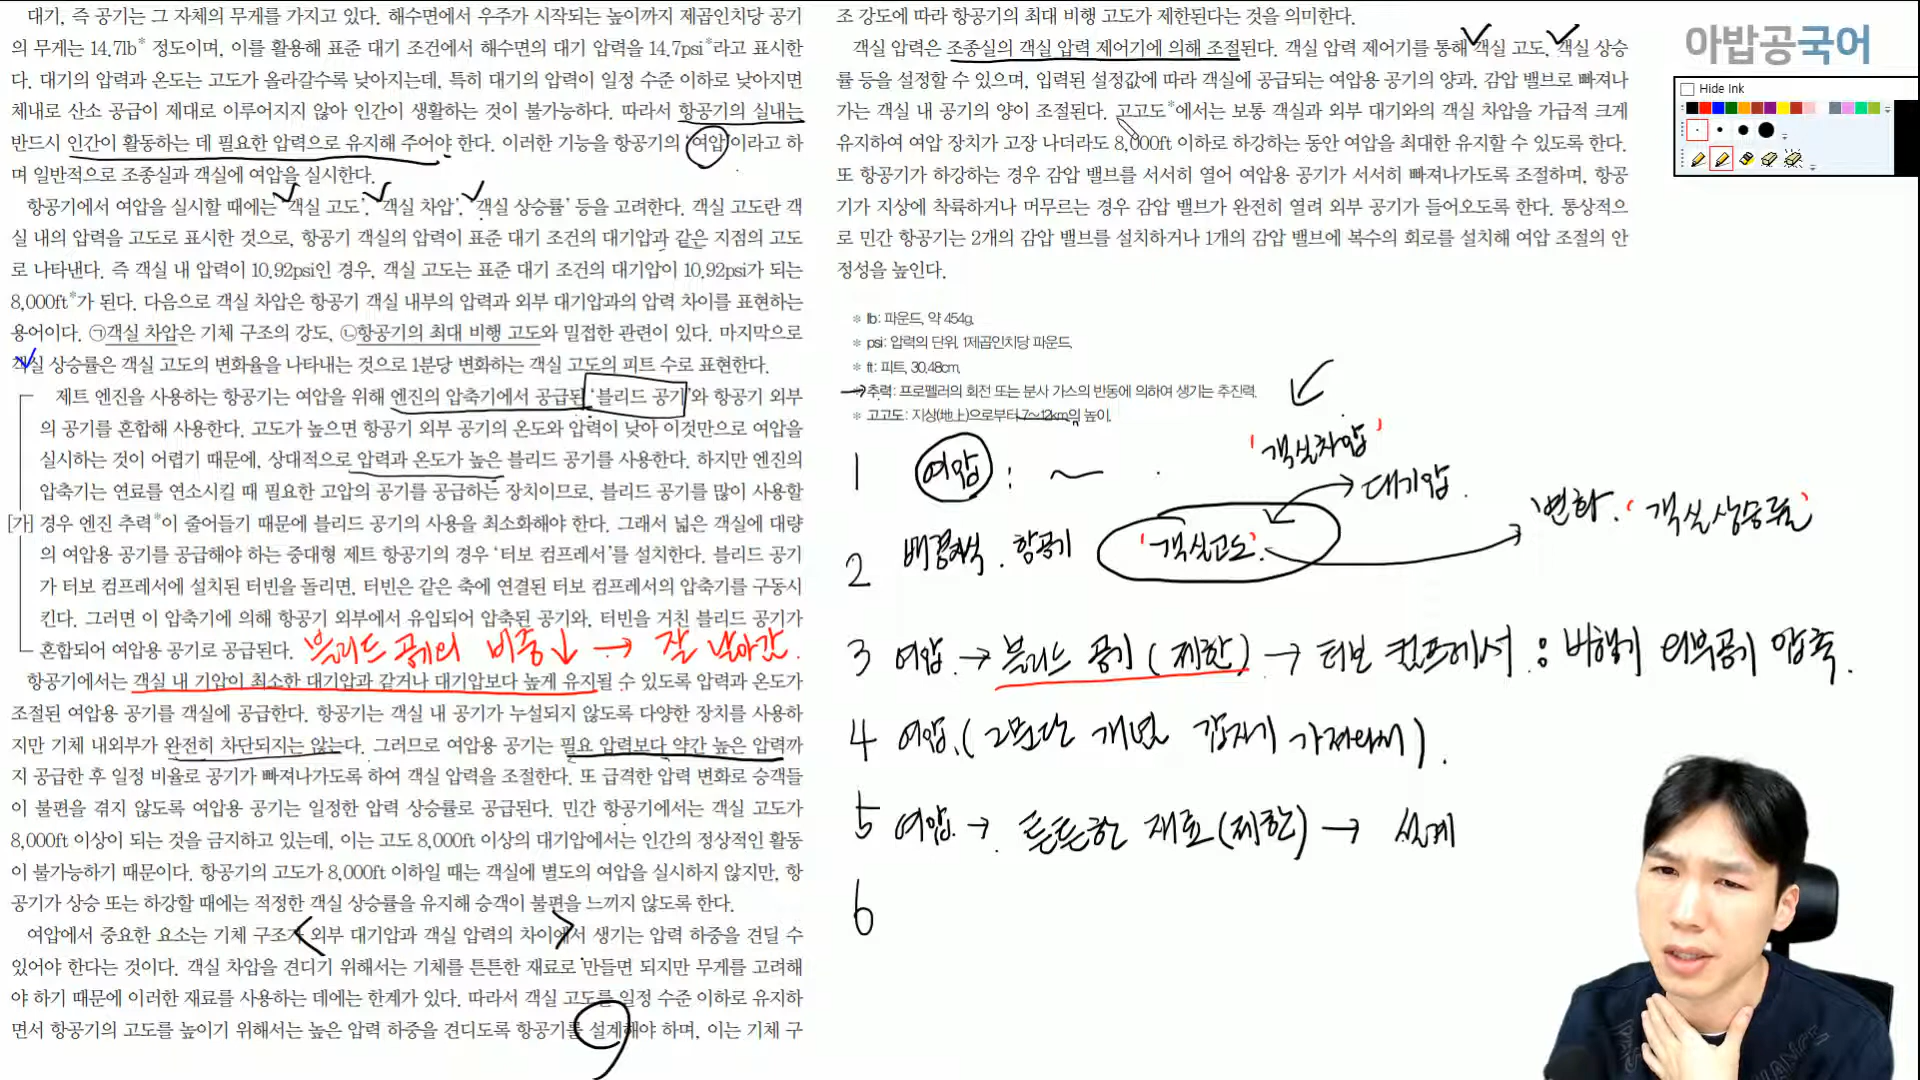 대기, 즉 공기는 그 자체의 무게를 가지고 있다. 해수면에서 우주가 시작되는 높이까지 제곱인치당 공기
의 무게는 14.7lb* 정도이며, 이를 활용해 표준 대기 조건에서 해수면의 대기 압력을 14.7psi*라고 표시한
다. 대기의 압력과 온도는 고도가 올라갈수록 낮아지는데, 특히 대기의 압력이 일정 수준 이하로 낮아지면
체내로 산소 공급이 제대로 이루어지지 않아 인간이 생활하는 것이 불가능하다. 따라서 항공기의 실내는
반드시 인간이 활동하는 데 필요한 압력으로 유지해 주어야 한다. 이러한 기능을 항공기의 ‘여압’이라고 하
며 일반적으로 조종실과 객실에 여압을 실시한다.
항공기에서 여압을 실시할 때에는 ‘객실 고도’, ‘객실 차압’, ‘객실 상승률’ 등을 고려한다. 객실 고도란 객
실 내의 압력을 고도로 표시한 것으로, 항공기 객실의 압력이 표준 대기 조건의 대기압과 같은 지점의 고도
로 나타낸다. 즉 객실 내 압력이 10.92psi인 경우, 객실 고도는 표준 대기 조건의 대기압이 10.92psi가 되는
8,000ft*가 된다. 다음으로 객실 차압은 항공기 객실 내부의 압력과 외부 대기압과의 압력 차이를 표현하는
용어이다. ㉠객실 차압은 기체 구조의 강도, ㉡항공기의 최대 비행 고도와 밀접한 관련이 있다. 마지막으로
객실 상승률은 객실 고도의 변화율을 나타내는 것으로 1분당 변화하는 객실 고도의 피트 수로 표현한다.
제트 엔진을 사용하는 항공기는 여압을 위해 엔진의 압축기에서 공급된 ‘블리드 공기’와 항공기 외부
의 공기를 혼합해 사용한다. 고도가 높으면 항공기 외부 공기의 온도와 압력이 낮아 이것만으로 여압을
실시하는 것이 어렵기 때문에, 상대적으로 압력과 온도가 높은 블리드 공기를 사용한다. 하지만 엔진의
압축기는 연료를 연소시킬 때 필요한 고압의 공기를 공급하는 장치이므로, 블리드 공기를 많이 사용할
[가] 경우 엔진 추력*이 줄어들기 때문에 블리드 공기의 사용을 최소화해야 한다. 그래서 넓은 객실에 대량
의 여압용 공기를 공급해야 하는 중대형 제트 항공기의 경우 ‘터보 컴프레서’를 설치한다. 블리드 공기
가 터보 컴프레서에 설치된 터빈을 돌리면, 터빈은 같은 축에 연결된 터보 컴프레서의 압축기를 구동시
킨다. 그러면 이 압축기에 의해 항공기 외부에서 유입되어 압축된 공기와, 터빈을 거친 블리드 공기가
혼합되어 여압용 공기로 공급된다. 블리드 공기의 비중↓ → 잘 날아감.
항공기에서는 객실 내 기압이 최소한 대기압과 같거나 대기압보다 높게 유지될 수 있도록 압력과 온도가
조절된 여압용 공기를 객실에 공급한다. 항공기는 객실 내 공기가 누설되지 않도록 다양한 장치를 사용하
지만 기체 내외부가 완전히 차단되지는 않는다. 그러므로 여압용 공기는 필요 압력보다 약간 높은 압력까
지 공급한 후 일정 비율로 공기가 빠져나가도록 하여 객실 압력을 조절한다. 또 급격한 압력 변화로 승객들
이 불편을 겪지 않도록 여압용 공기는 일정한 압력 상승률로 공급된다. 민간 항공기에서는 객실 고도가
8,000ft 이상이 되는 것을 금지하고 있는데, 이는 고도 8,000ft 이상의 대기압에서는 인간의 정상적인 활동
이 불가능하기 때문이다. 항공기의 고도가 8,000ft 이하일 때는 객실에 별도의 여압을 실시하지 않지만, 항
공기가 상승 또는 하강할 때에는 적정한 객실 상승률을 유지해 승객이 불편을 느끼지 않도록 한다.
여압에서 중요한 요소는 기체 구조가 외부 대기압과 객실 압력의 차이에서 생기는 압력 하중을 견딜 수
있어야 한다는 것이다. 객실 차압을 견디기 위해서는 기체를 튼튼한 재료로 만들면 되지만 무게를 고려해
야 하기 때문에 이러한 재료를 사용하는 데에는 한계가 있다. 따라서 객실 고도를 일정 수준 이하로 유지하
면서 항공기의 고도를 높이기 위해서는 높은 압력 하중을 견디도록 항공기를 설계해야 하며, 이는 기체 구
조 강도에 따라 항공기의 최대 비행 고도가 제한된다는 것을 의미한다.
객실 압력은 조종실의 객실 압력 제어기에 의해 조절된다. 객실 압력 제어기를 통해 객실 고도, 객실 상승
률 등을 설정할 수 있으며, 입력된 설정값에 따라 객실에 공급되는 여압용 공기의 양과, 감압 밸브로 빠져나
가는 객실 내 공기의 양이 조절된다. 고고도*에서는 보통 객실과 외부 대기와의 객실 차압을 가급적 크게
유지하여 여압 장치가 고장 나더라도 8,000ft 이하로 하강하는 동안 여압을 최대한 유지할 수 있도록 한다.
또 항공기가 하강하는 경우 감압 밸브를 서서히 열어 여압용 공기가 서서히 빠져나가도록 조절하며, 항공
기가 지상에 착륙하거나 머무르는 경우 감압 밸브가 완전히 열려 외부 공기가 들어오도록 한다. 통상적으
로 민간 항공기는 2개의 감압 밸브를 설치하거나 1개의 감압 밸브에 복수의 회로를 설치해 여압 조절의 안
정성을 높인다.
* lb: 파운드, 약 454g.
* psi: 압력의 단위, 1제곱인치당 파운드.
* ft: 피트, 30.48cm.
* 추력: 프로펠러의 회전 또는 분사 가스의 반동에 의하여 생기는 추진력.
* 고고도: 지상(地上)으로부터 7~12km의 높이.
'객실차압'
1 여압 : ~
대기압.
변화. '객실상승률'
2 배경지식. 항공기 '객실고도'.
3 여압 → 블리드 공기 (제한) → 터보 컴프레서 : 비행기 외부공기 압축.
4 여압. (2문단 개념 갑자기 가져와서).
5 여압. → 튼튼한 재료(제한) → 설계
6
아밥공국어
Hide Ink